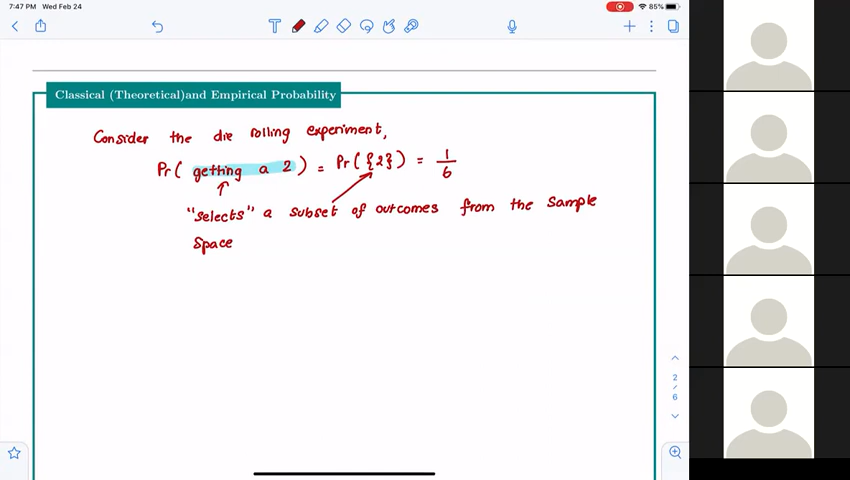 7:47 PM Wed Feb 24
85%
Classical (Theoretical)and Empirical Probability
Consider the die rolling experiment,
Pr( getting a 2 ) = Pr({2}) = 1/6
"selects" a subset of outcomes from the sample
space
2
/
6